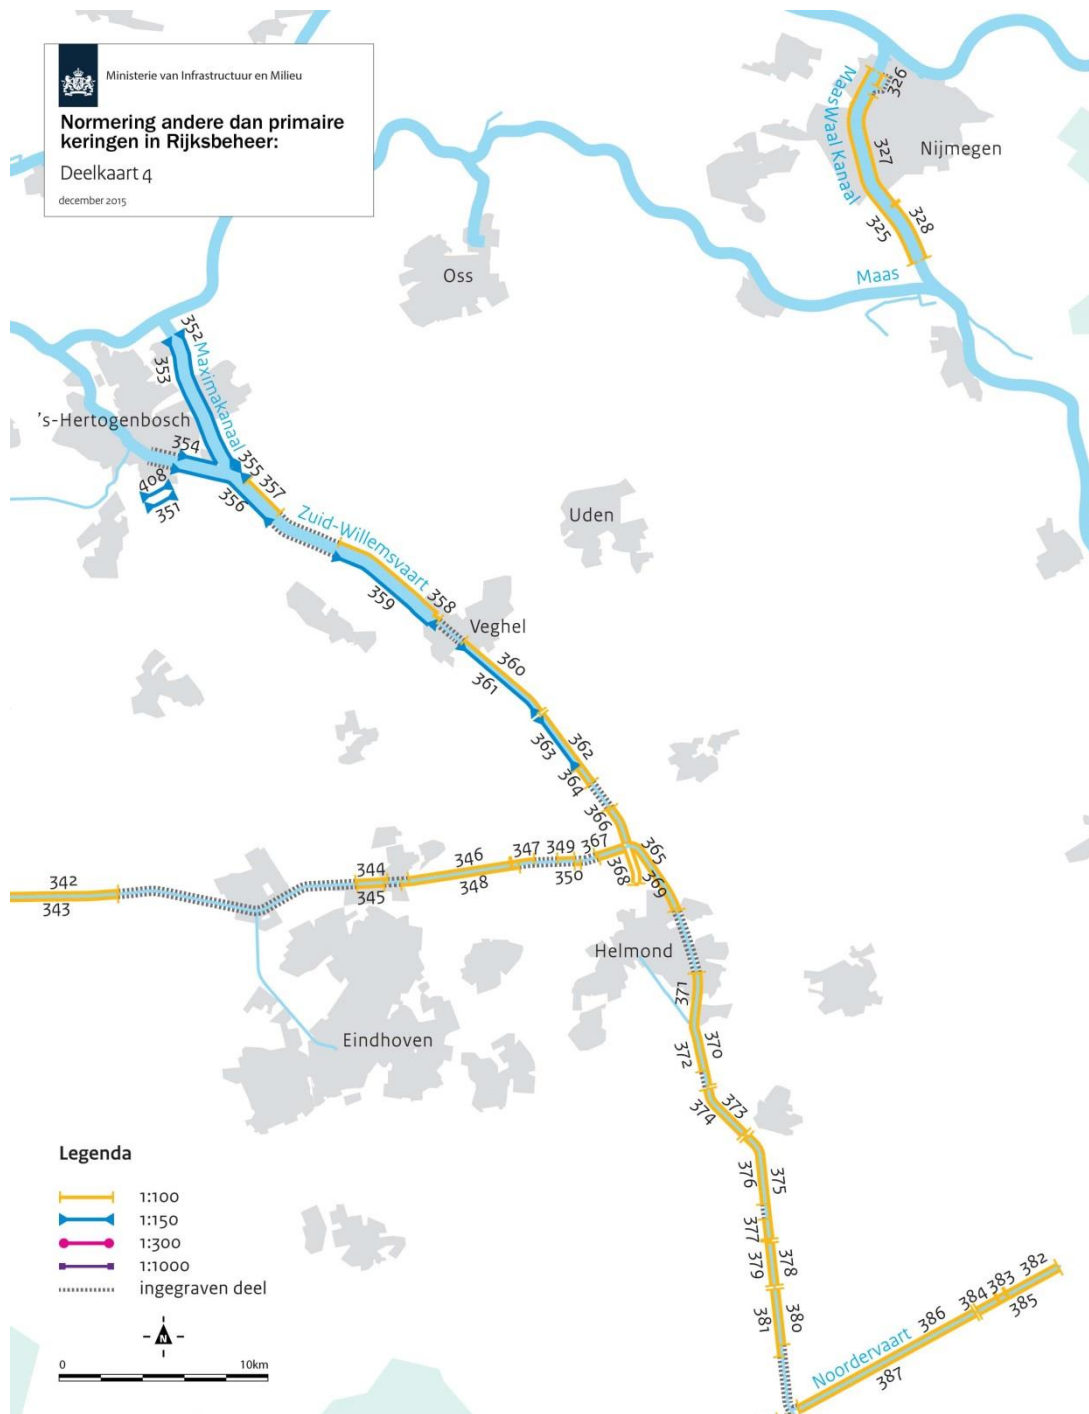 Ministerie van Infrastructuur en Milieu
Normering andere dan primaire
keringen in Rijksbeheer:
Deelkaart 4
december 2015
326
MaasWaal Kanaal
Nijmegen
327
328
325
Maas
Oss
352
353
Maximakanaal
's-Hertogenbosch
354
355
357
408
351
356
Zuid-Willemsvaart
Uden
358
359
Veghel
360
361
362
363
364
366
365
367
349
347
346
344
342
343
345
348
350
368
369
Helmond
371
Eindhoven
370
372
373
374
375
376
377
378
379
380
381
382
383
384
385
386
Noordervaart
387
Legenda
1:100
1:150
1:300
1:1000
ingegraven deel
N
0 10km